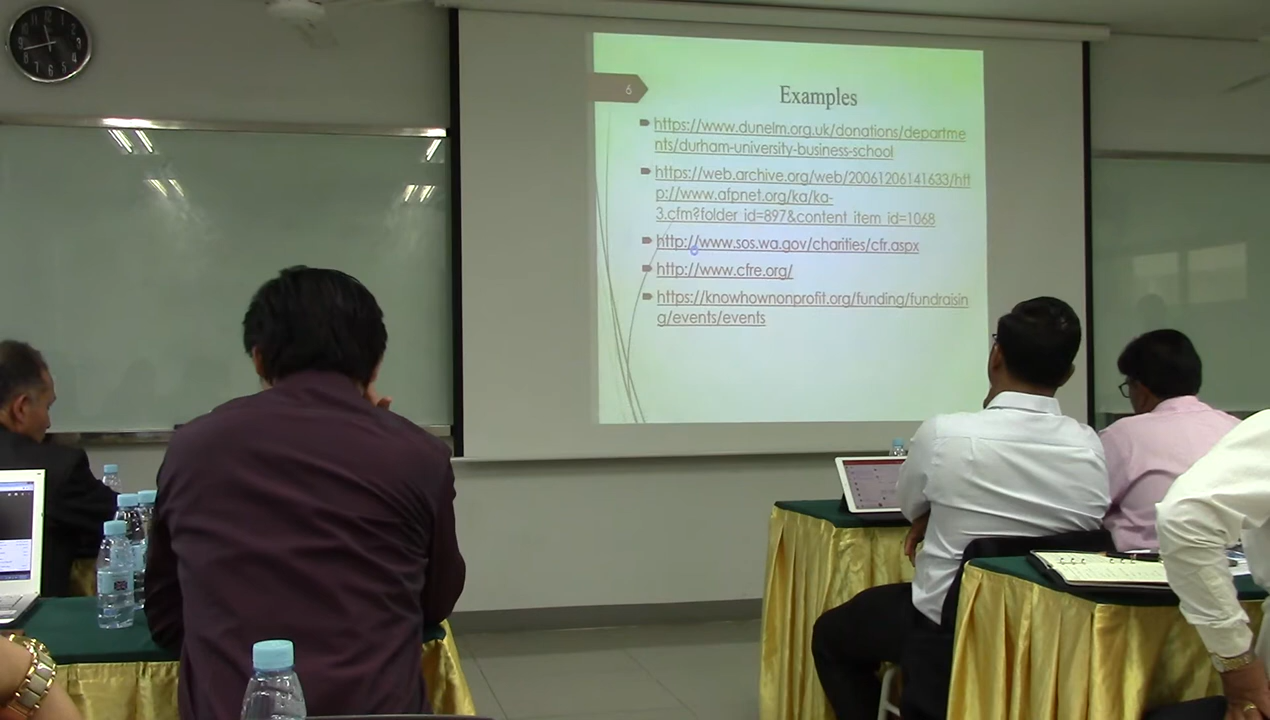 6
Examples
https://www.dunelm.org.uk/donations/departme
nts/durham-university-business-school
https://web.archive.org/web/20061206141633/htt
p://www.afpnet.org/ka/ka-
3.cfm?folder_id=897&content_item_id=1068
http://www.sos.wa.gov/charities/cfr.aspx
http://www.cfre.org/
https://knowhownonprofit.org/funding/fundraisin
g/events/events